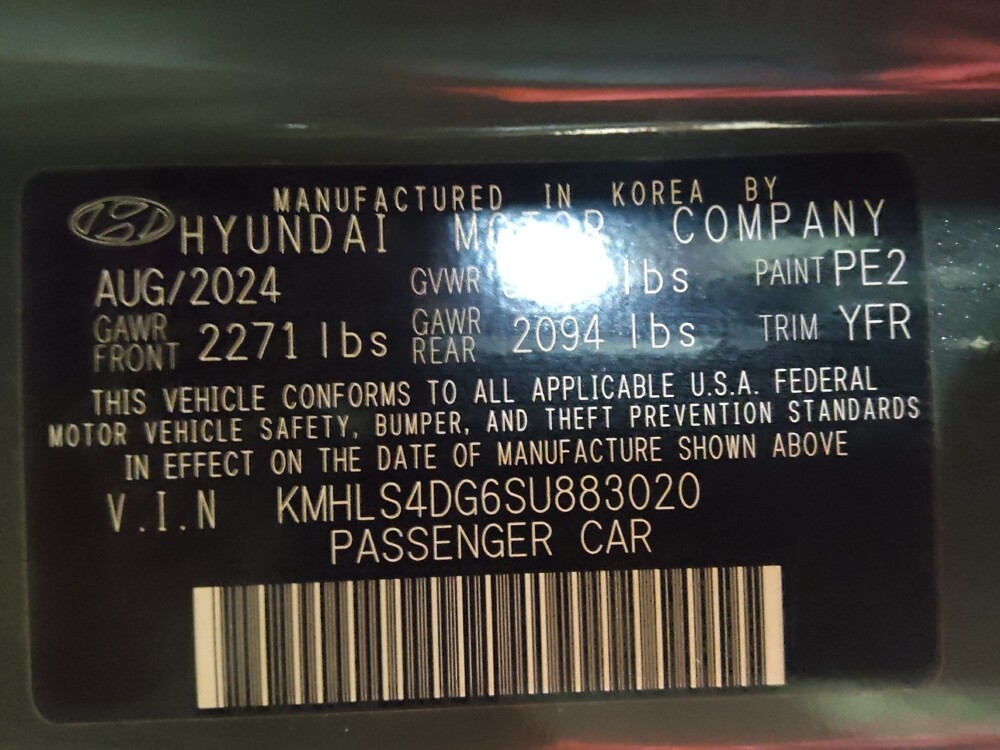 MANUFACTURED IN KOREA BY
HYUNDAI MOTOR COMPANY
AUG/2024 GVWR lbs PAINT PE2
GAWR FRONT 2271 lbs GAWR REAR 2094 lbs TRIM YFR
THIS VEHICLE CONFORMS TO ALL APPLICABLE U.S.A. FEDERAL
MOTOR VEHICLE SAFETY, BUMPER, AND THEFT PREVENTION STANDARDS
IN EFFECT ON THE DATE OF MANUFACTURE SHOWN ABOVE
V.I.N KMHLS4DG6SU883020
PASSENGER CAR